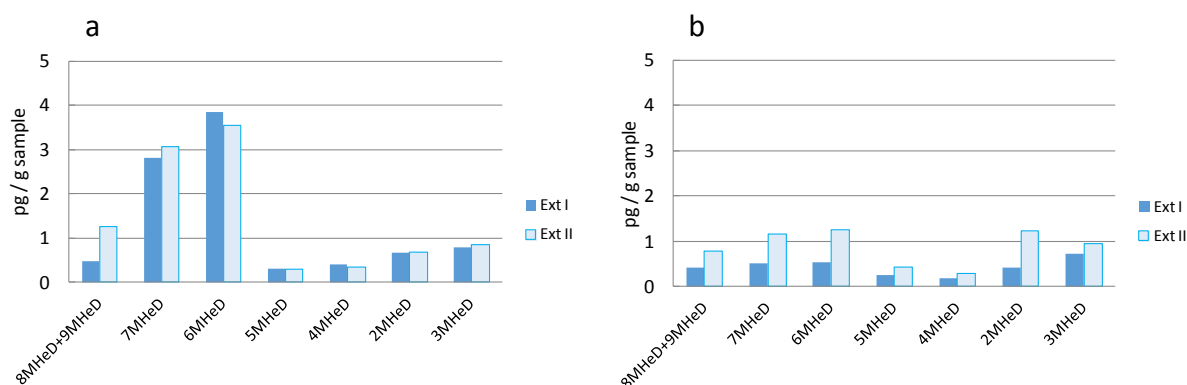 a
5
4
3
2
1
0
pg / g sample
8MHeD+9MHeD
7MHeD
6MHeD
5MHeD
4MHeD
2MHeD
3MHeD
Ext I
Ext II
b
5
4
3
2
1
0
pg / g sample
8MHeD+9MHeD
7MHeD
6MHeD
5MHeD
4MHeD
2MHeD
3MHeD
Ext I
Ext II